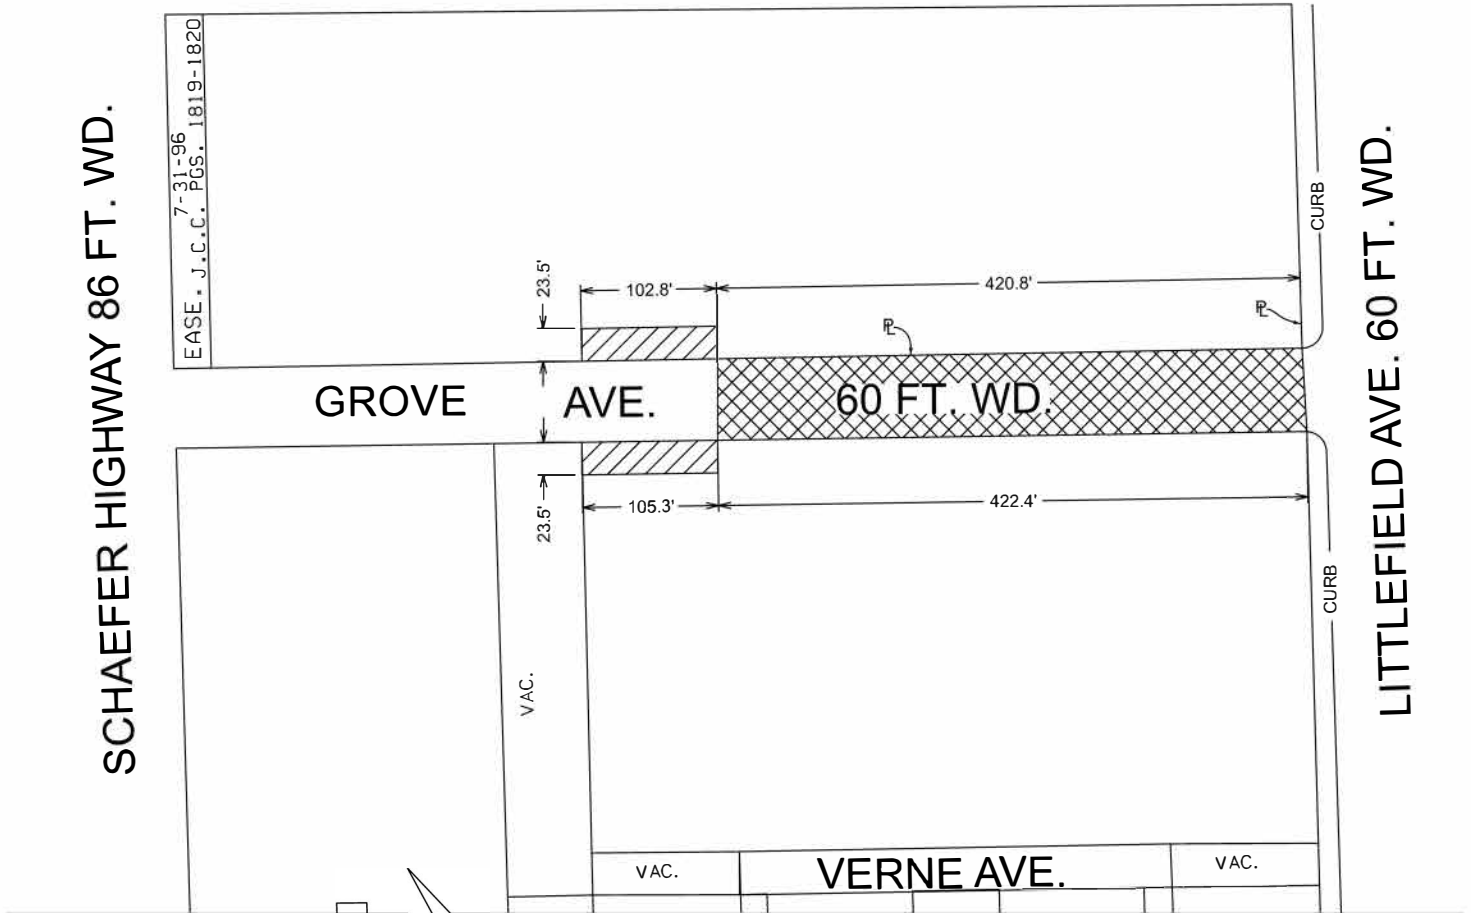 SCHAEFER HIGHWAY 86 FT. WD.
7-31-96
EASE. J.C.C. PGS. 1819-1820
CURB
LITTLEFIELD AVE. 60 FT. WD.
23.5'
102.8'
420.8'
PL
PL
GROVE AVE. 60 FT. WD.
23.5'
105.3'
422.4'
CURB
VAC.
VAC.
VERNE AVE.
VAC.